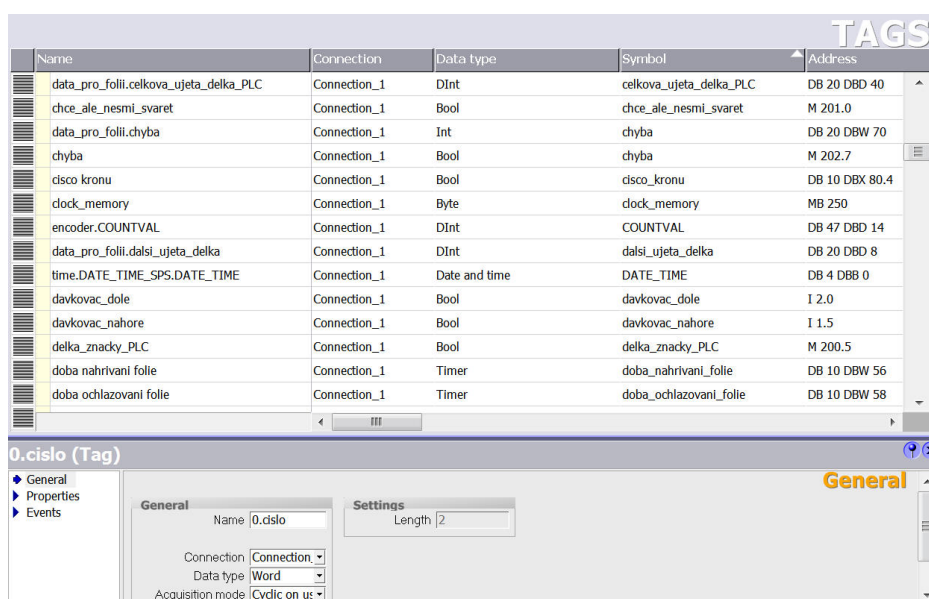 TAGS
Name Connection Data type Symbol Address
data_pro_folii.celkova_ujeta_delka_PLC Connection_1 DInt celkova_ujeta_delka_PLC DB 20 DBD 40
chce_ale_nesmi_svaret Connection_1 Bool chce_ale_nesmi_svaret M 201.0
data_pro_folii.chyba Connection_1 Int chyba DB 20 DBW 70
chyba Connection_1 Bool chyba M 202.7
cisco kronu Connection_1 Bool cisco_kronu DB 10 DBX 80.4
clock_memory Connection_1 Byte clock_memory MB 250
encoder.COUNTVAL Connection_1 DInt COUNTVAL DB 47 DBD 14
data_pro_folii.dalsi_ujeta_delka Connection_1 DInt dalsi_ujeta_delka DB 20 DBD 8
time.DATE_TIME_SPS.DATE_TIME Connection_1 Date and time DATE_TIME DB 4 DBB 0
davkovac_dole Connection_1 Bool davkovac_dole I 2.0
davkovac_nahore Connection_1 Bool davkovac_nahore I 1.5
delka_znacky_PLC Connection_1 Bool delka_znacky_PLC M 200.5
doba nahrivani folie Connection_1 Timer doba_nahrivani_folie DB 10 DBW 56
doba ochlazovani folie Connection_1 Timer doba_ochlazovani_folie DB 10 DBW 58
0.cislo (Tag)
General
Properties
Events
General
General Settings
Name 0.cislo Length 2
Connection Connection_
Data type Word
Acquisition mode Cyclic on us